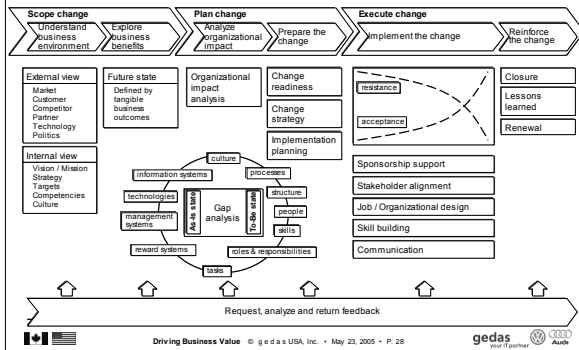 Scope change
Plan change
Execute change
Understand
business
environment
Explore
business
benefits
Analyze
organizational
impact
Prepare the
change
Implement the change
Reinforce
the change
External view
Market
Customer
Competitor
Partner
Technology
Politics
Internal view
Vision / Mission
Strategy
Targets
Competencies
Culture
Future state
Defined by
tangible
business
outcomes
Organizational
impact
analysis
Change
readiness
Change
strategy
Implementation
planning
resistance
acceptance
Closure
Lessons
learned
Renewal
culture
information systems
processes
technologies
structure
As-Is state
Gap
analysis
To-Be state
people
management
systems
skills
reward systems
roles & responsibilities
tasks
Sponsorship support
Stakeholder alignment
Job / Organizational design
Skill building
Communication
Request, analyze and return feedback
Driving Business Value © g e d a s USA, Inc. • May 23, 2005 • P. 28
gedas
your IT partner
Audi